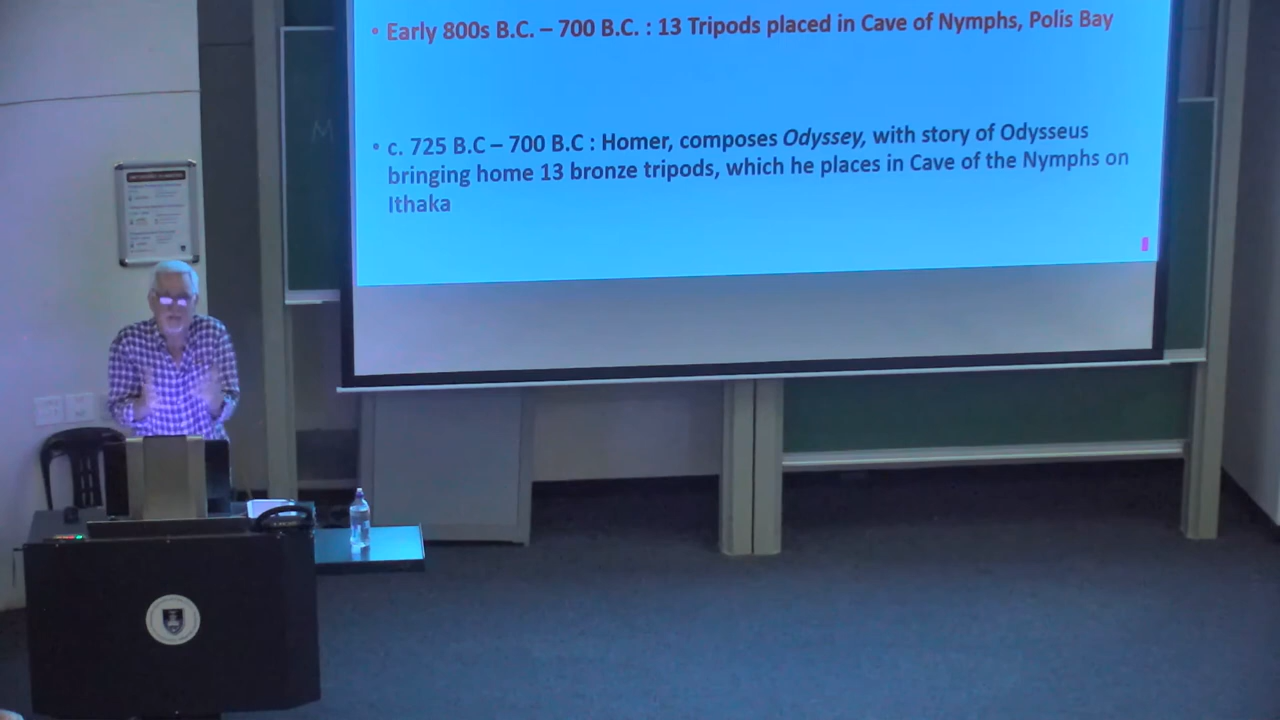 • Early 800s B.C. – 700 B.C. : 13 Tripods placed in Cave of Nymphs, Polis Bay
• c. 725 B.C – 700 B.C : Homer, composes Odyssey, with story of Odysseus
bringing home 13 bronze tripods, which he places in Cave of the Nymphs on
Ithaka
M